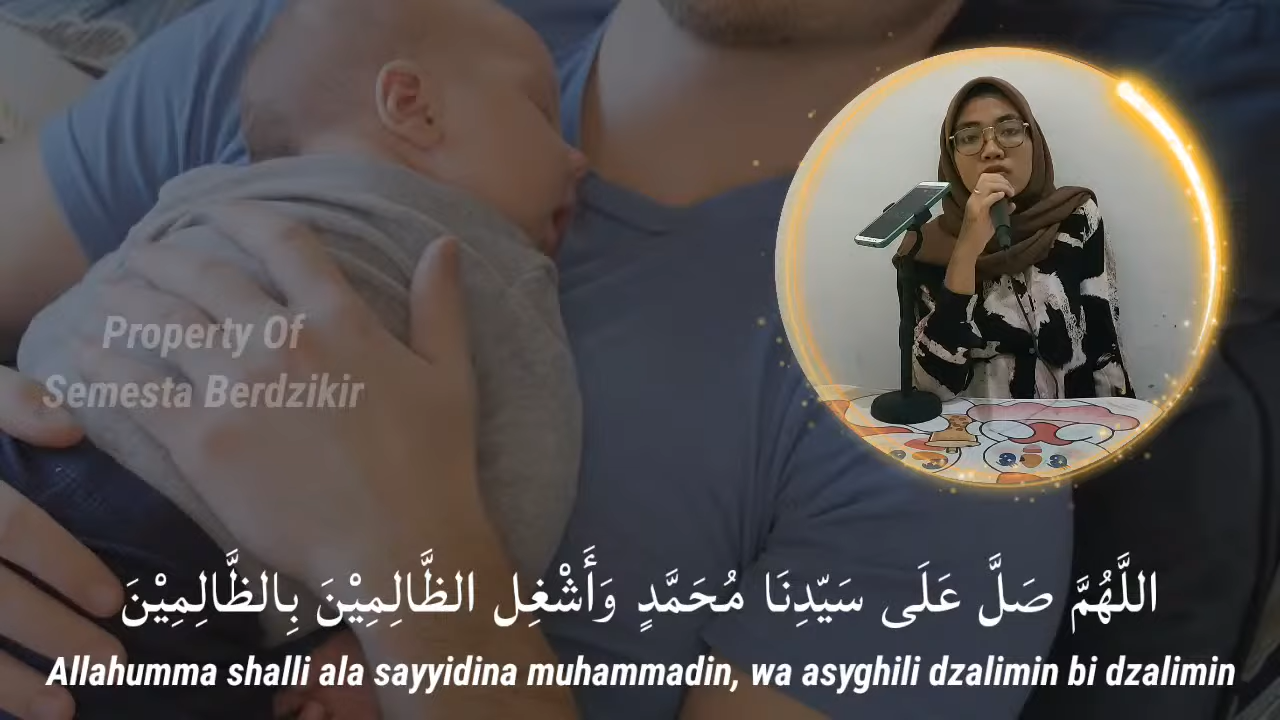 Property Of
Semesta Berdzikir
اللَّهُمَّ صَلَّ عَلَى سَيّدِنَا مُحَمَّدٍ وَأَشْغِل الظَّالِمِيْنَ بِالظَّالِمِيْنَ
Allahumma shalli ala sayyidina muhammadin, wa asyghili dzalimin bi dzalimin